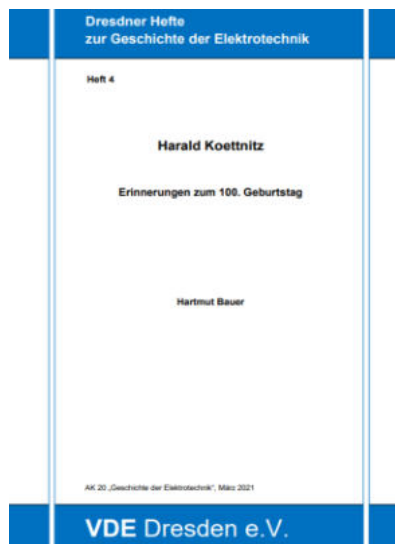 Dresdner Hefte
zur Geschichte der Elektrotechnik
Heft 4
Harald Koettnitz
Erinnerungen zum 100. Geburtstag
Hartmut Bauer
AK 20 „Geschichte der Elektrotechnik“, März 2021
VDE Dresden e.V.